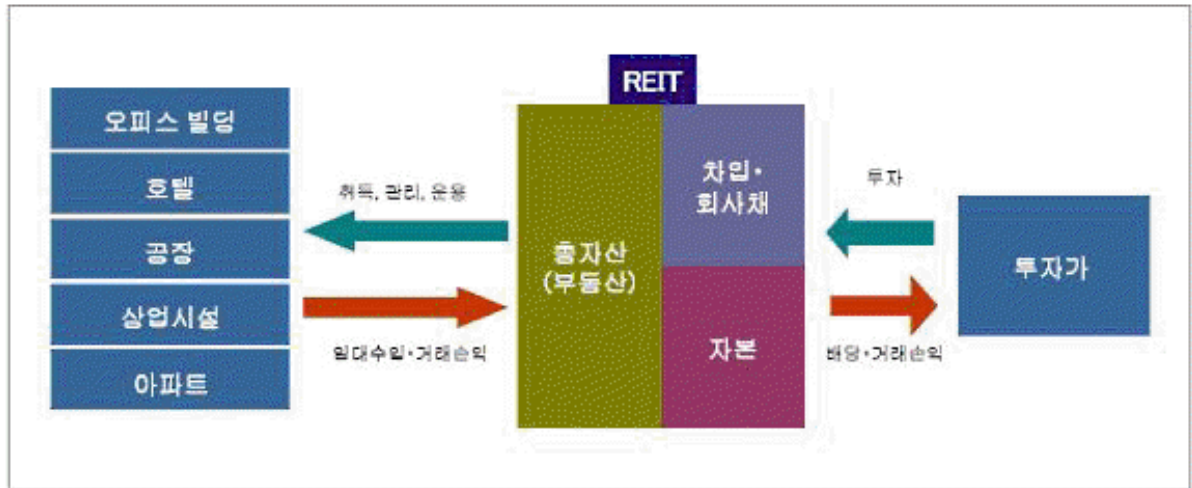 REIT
오피스 빌딩
호텔
공장
상업시설
아파트
취득, 관리, 운용
임대수입·거래손익
총자산
(부동산)
차입·
회사채
자본
투자
배당·거래손익
투자가